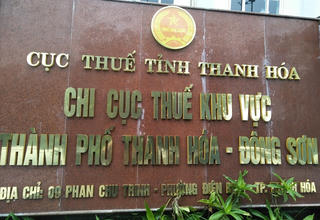 CỤC THUẾ TỈNH THANH HÓA
CHI CỤC THUẾ KHU VỰC
THÀNH PHỐ THANH HÓA - ĐÔNG SƠN
ĐỊA CHỈ: 09 PHAN CHU TRINH - PHƯỜNG ĐIỆN BIÊN - TP. THANH HÓA